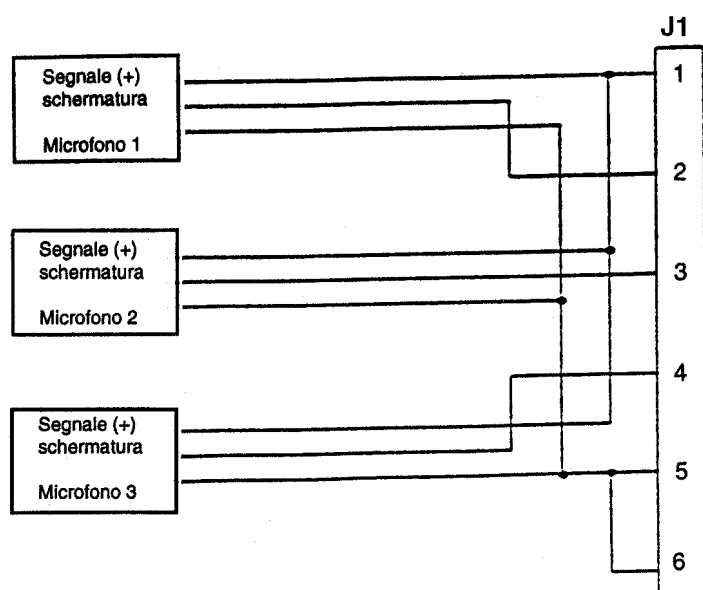 J1
Segnale (+)
schermatura
Microfono 1
1
2
Segnale (+)
schermatura
Microfono 2
3
4
Segnale (+)
schermatura
Microfono 3
5
6